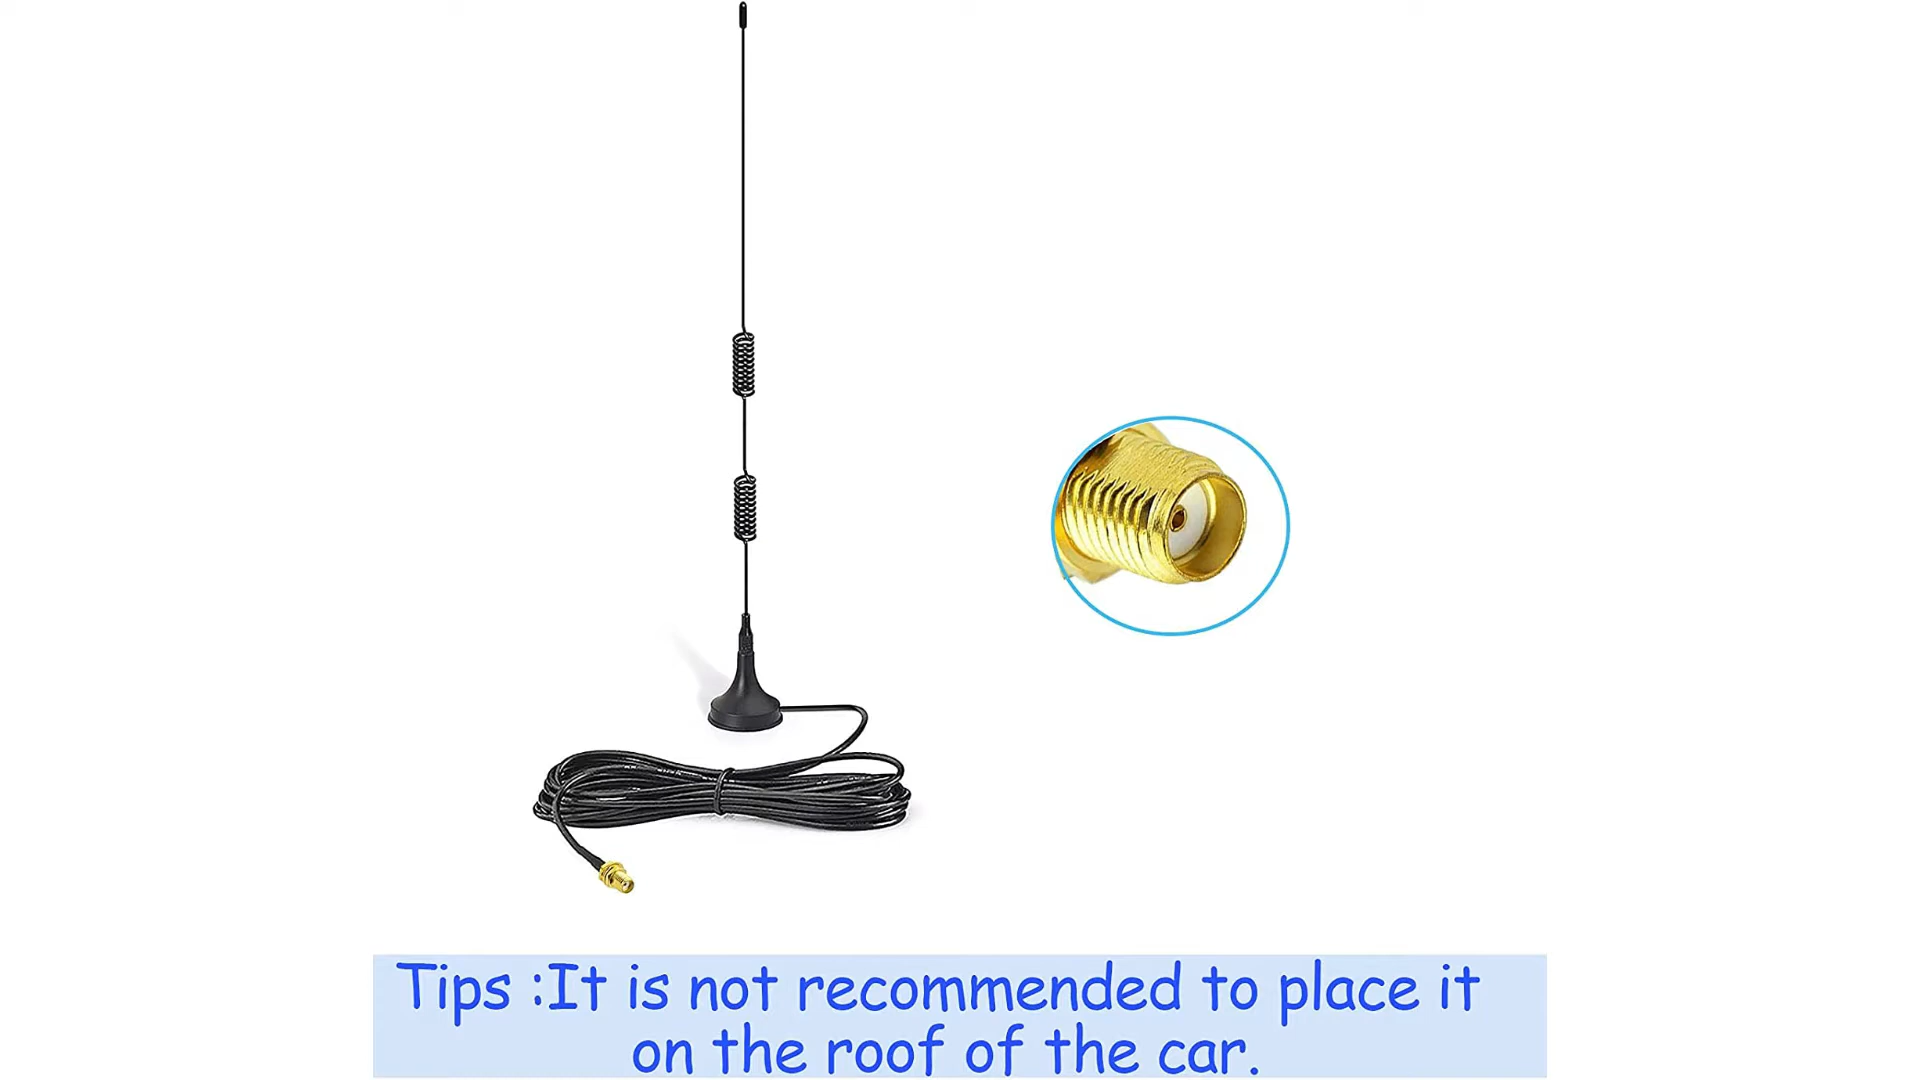 Tips :It is not recommended to place it
on the roof of the car.